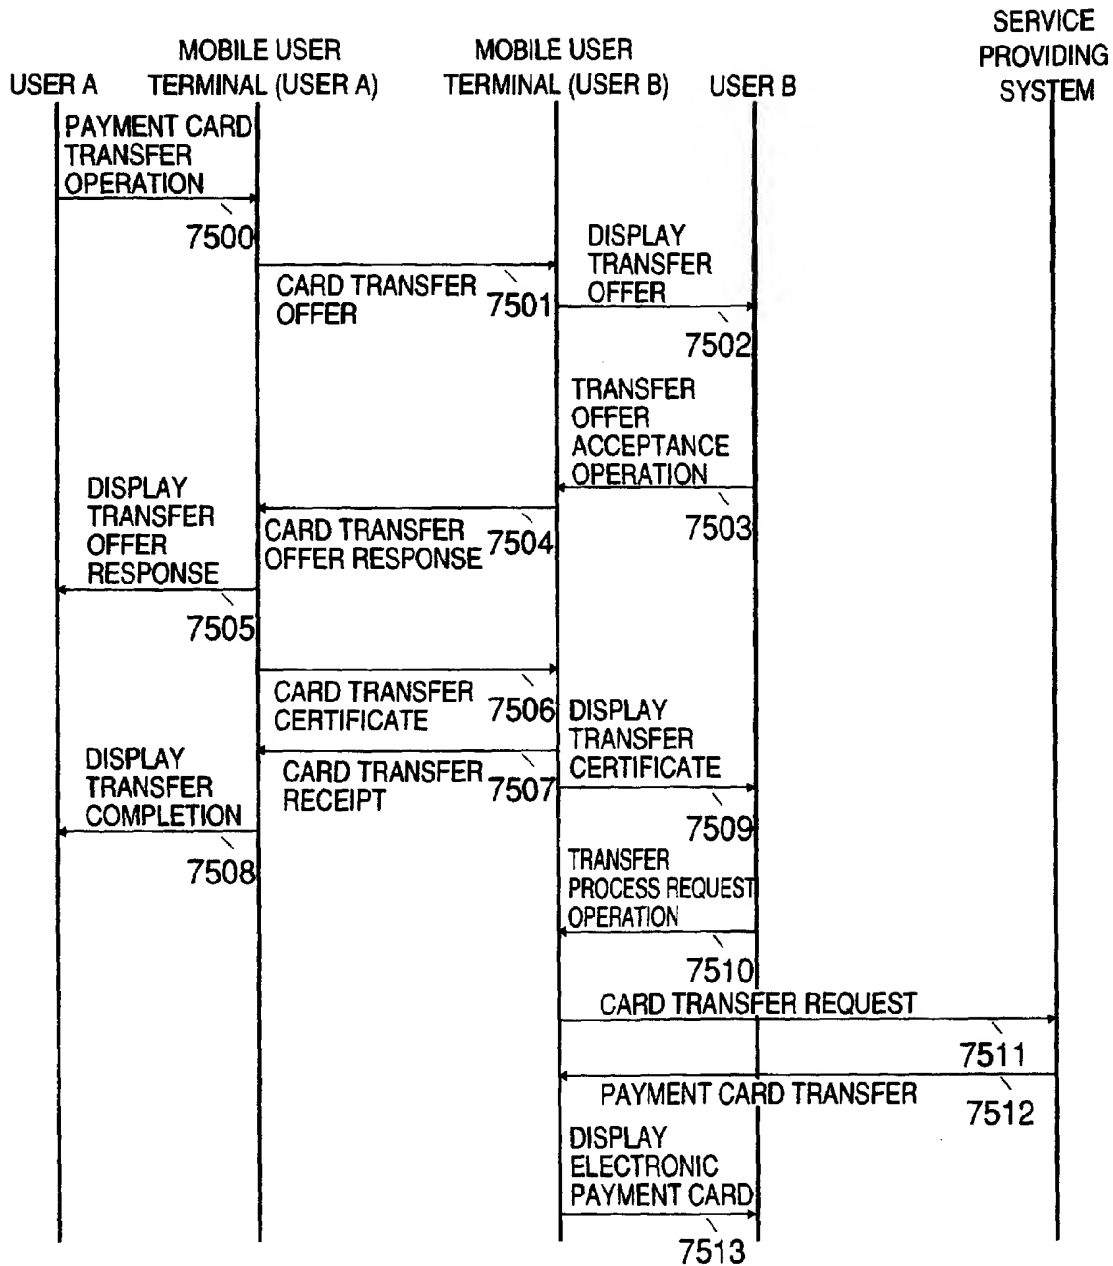 SERVICE
PROVIDING
SYSTEM
MOBILE USER
TERMINAL (USER A)
MOBILE USER
TERMINAL (USER B)
USER A
USER B
PAYMENT CARD
TRANSFER
OPERATION
7500
CARD TRANSFER
OFFER
7501
DISPLAY
TRANSFER
OFFER
7502
TRANSFER
OFFER
ACCEPTANCE
OPERATION
7503
CARD TRANSFER
OFFER RESPONSE
7504
DISPLAY
TRANSFER
OFFER
RESPONSE
7505
CARD TRANSFER
CERTIFICATE
7506
CARD TRANSFER
RECEIPT
7507
DISPLAY
TRANSFER
CERTIFICATE
7509
DISPLAY
TRANSFER
COMPLETION
7508
TRANSFER
PROCESS REQUEST
OPERATION
7510
CARD TRANSFER REQUEST
7511
PAYMENT CARD TRANSFER
7512
DISPLAY
ELECTRONIC
PAYMENT CARD
7513